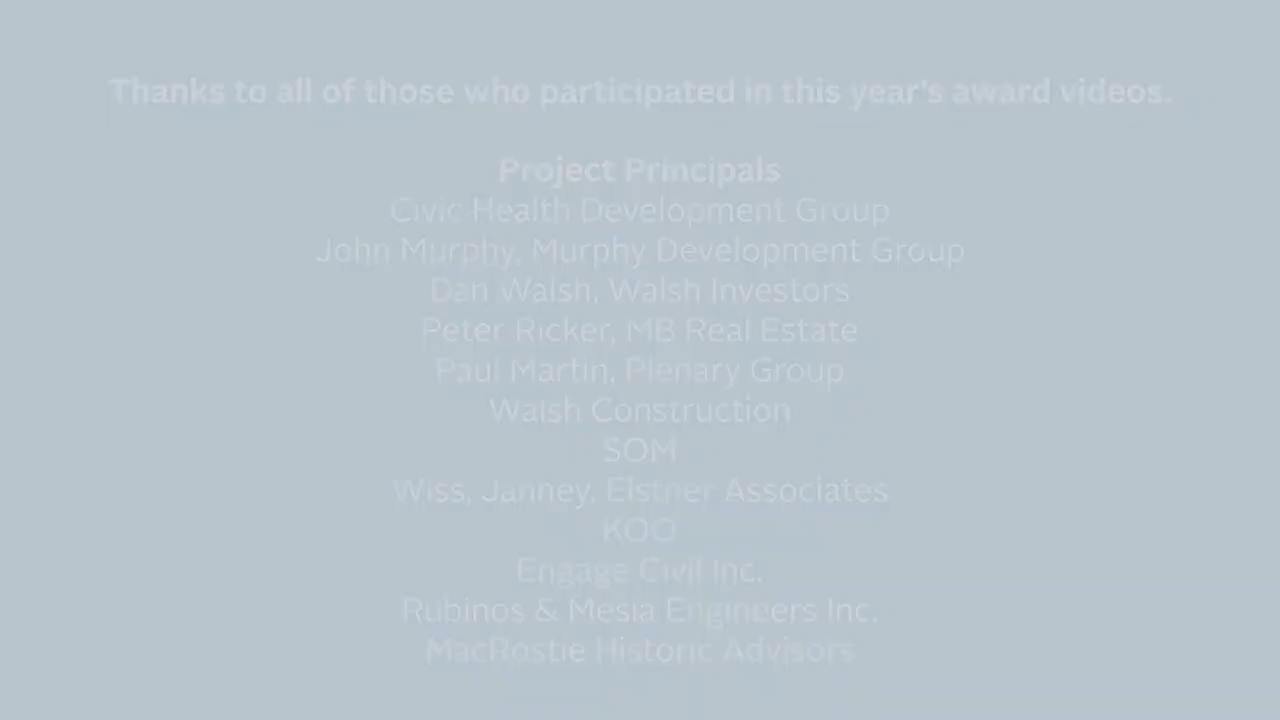 Thanks to all of those who participated in this year's award videos.
Project Principals
Civic Health Development Group
John Murphy, Murphy Development Group
Dan Walsh, Walsh Investors
Peter Ricker, MB Real Estate
Paul Martin, Plenary Group
Walsh Construction
SOM
Wiss, Janney, Elstner Associates
KOO
Engage Civil Inc.
Rubinos & Mesia Engineers Inc.
MacRostie Historic Advisors